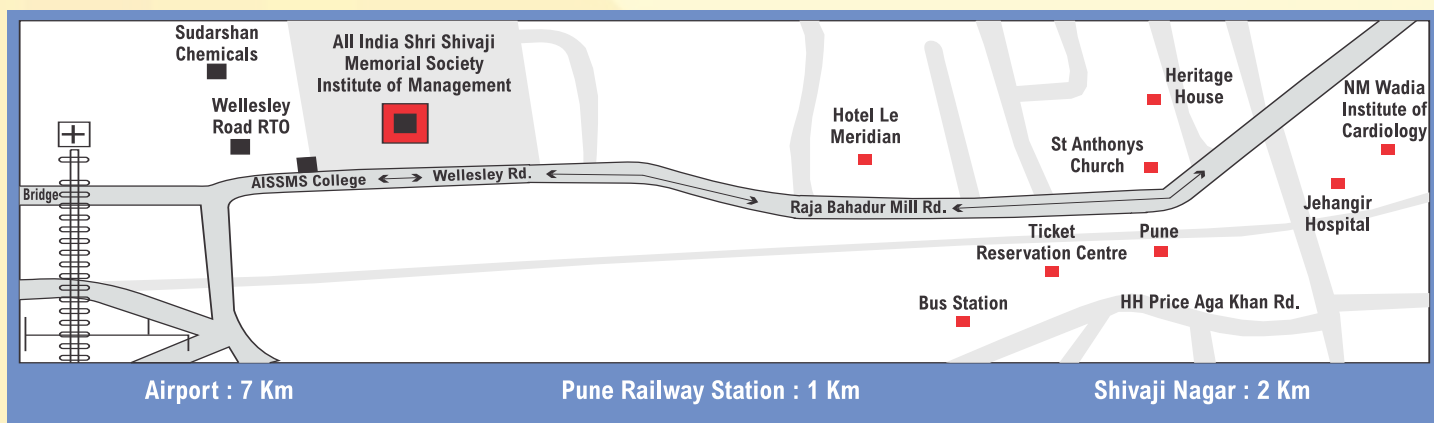 Sudarshan
Chemicals
All India Shri Shivaji
Memorial Society
Institute of Management
Wellesley
Road RTO
Hotel Le
Meridian
Heritage
House
NM Wadia
Institute of
Cardiology
St Anthonys
Church
AISSMS College
Wellesley Rd.
Bridge
Raja Bahadur Mill Rd.
Jehangir
Hospital
Ticket
Reservation Centre
Pune
Bus Station
HH Price Aga Khan Rd.
Airport : 7 Km
Pune Railway Station : 1 Km
Shivaji Nagar : 2 Km